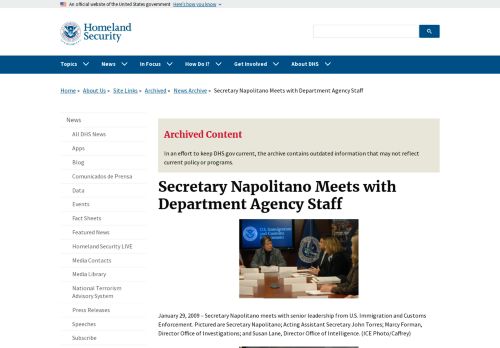 An official website of the United States government Here's how you know
Homeland
Security
Topics News In Focus How Do I? Get Involved About DHS
Home » About Us » Site Links » Archived » News Archive » Secretary Napolitano Meets with Department Agency Staff
News
All DHS News
Apps
Blog
Comunicados de Prensa
Data
Events
Fact Sheets
Featured News
Homeland Security LIVE
Media Contacts
Media Library
National Terrorism
Advisory System
Press Releases
Speeches
Subscribe
Archived Content
In an effort to keep DHS.gov current, the archive contains outdated information that may not reflect
current policy or programs.
Secretary Napolitano Meets with
Department Agency Staff
U.S. Immigration
and Customs
January 29, 2009 – Secretary Napolitano meets with senior leadership from U.S. Immigration and Customs
Enforcement. Pictured are Secretary Napolitano; Acting Assistant Secretary John Torres; Marcy Forman,
Director Office of Investigations; and Susan Lane, Director Office of Intelligence. (ICE Photo/Caffrey)